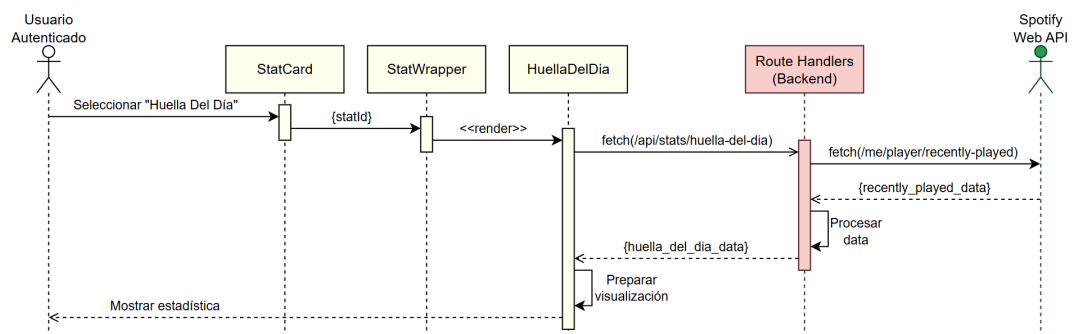 Usuario
Autenticado
Spotify
Web API
StatCard
StatWrapper
HuellaDelDia
Route Handlers
(Backend)
Seleccionar "Huella Del Día"
{statId}
<<render>>
fetch(/api/stats/huella-del-dia)
fetch(/me/player/recently-played)
{recently_played_data}
Procesar
data
{huella_del_dia_data}
Preparar
visualización
Mostrar estadística